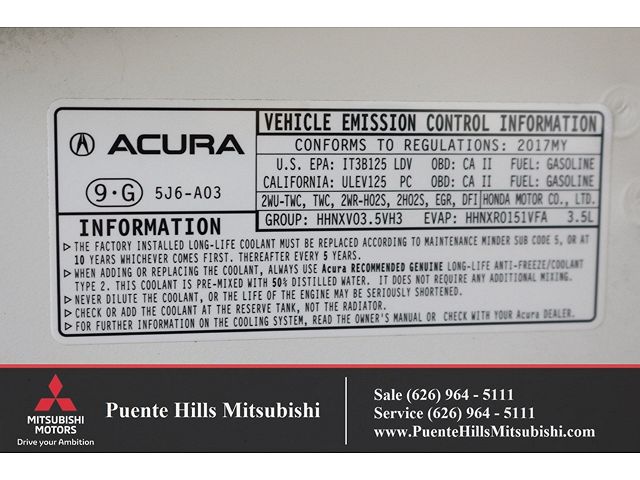 ACURA
9·G 5J6-A03
VEHICLE EMISSION CONTROL INFORMATION
CONFORMS TO REGULATIONS: 2017MY
U.S. EPA: IT3B125 LDV OBD: CA II FUEL: GASOLINE
CALIFORNIA: ULEV125 PC OBD: CA II FUEL: GASOLINE
2WU-TWC, TWC, 2WR-HO2S, 2HO2S, EGR, DFI HONDA MOTOR CO., LTD.
GROUP: HHNXV03.5VH3 EVAP: HHNXR0151VFA 3.5L
INFORMATION
▷ THE FACTORY INSTALLED LONG-LIFE COOLANT MUST BE REPLACED ACCORDING TO MAINTENANCE MINDER SUB CODE 5, OR AT
10 YEARS WHICHEVER COMES FIRST. THEREAFTER EVERY 5 YEARS.
▷ WHEN ADDING OR REPLACING THE COOLANT, ALWAYS USE Acura RECOMMENDED GENUINE LONG-LIFE ANTI-FREEZE/COOLANT
TYPE 2. THIS COOLANT IS PRE-MIXED WITH 50% DISTILLED WATER. IT DOES NOT REQUIRE ANY ADDITIONAL MIXING.
▷ NEVER DILUTE THE COOLANT, OR THE LIFE OF THE ENGINE MAY BE SERIOUSLY SHORTENED.
▷ CHECK OR ADD COOLANT AT THE RESERVE TANK, NOT THE RADIATOR.
▷ FOR FURTHER INFORMATION ON THE COOLING SYSTEM, READ THE OWNER'S MANUAL OR CHECK WITH YOUR Acura DEALER.
MITSUBISHI
MOTORS
Drive your Ambition
Puente Hills Mitsubishi
Sale (626) 964 - 5111
Service (626) 964 - 5111
www.PuenteHillsMitsubishi.com